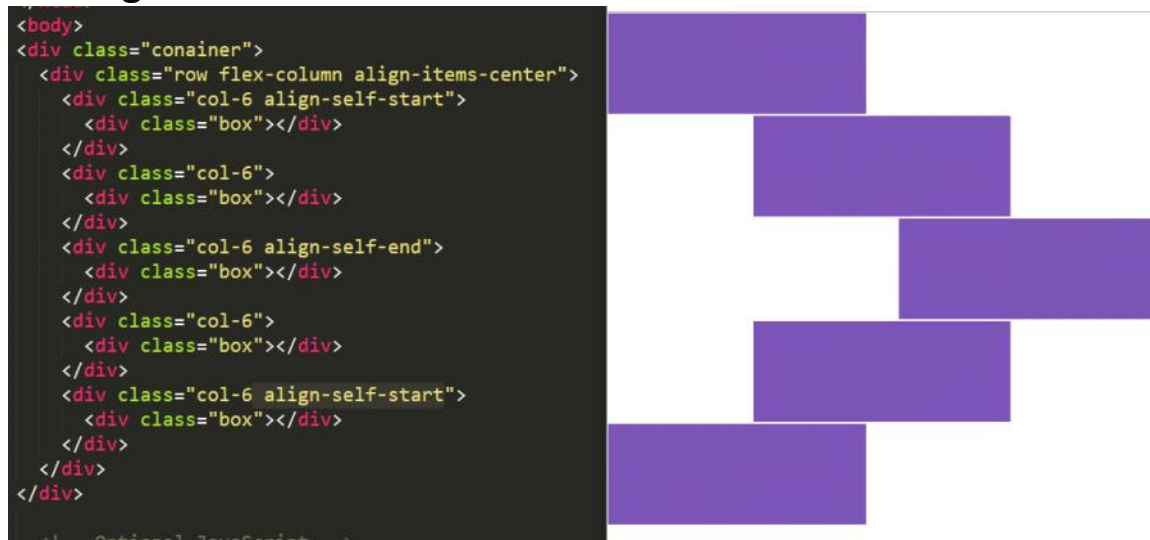 <body>
<div class="conainer">
<div class="row flex-column align-items-center">
<div class="col-6 align-self-start">
<div class="box"></div>
</div>
<div class="col-6">
<div class="box"></div>
</div>
<div class="col-6 align-self-end">
<div class="box"></div>
</div>
<div class="col-6">
<div class="box"></div>
</div>
<div class="col-6 align-self-start">
<div class="box"></div>
</div>
</div>
</div>